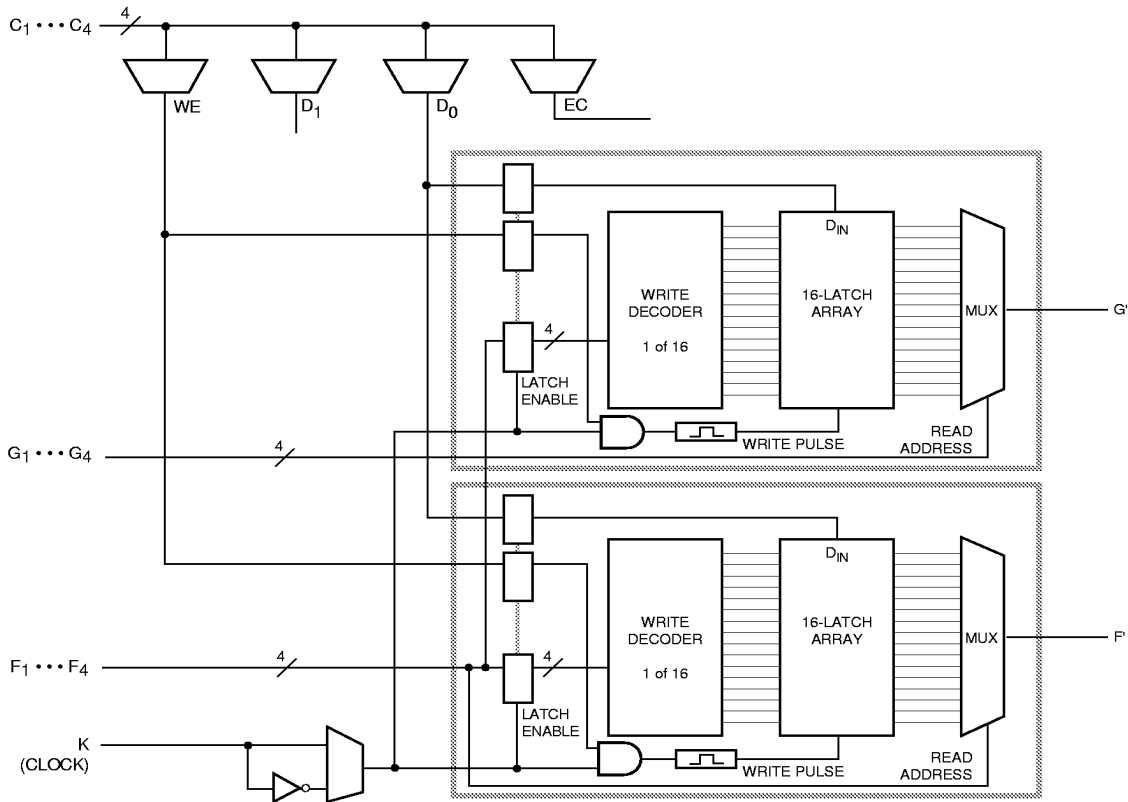 C1 • • • C4
4
WE
D1
D0
EC
DIN
WRITE
DECODER
1 of 16
16-LATCH
ARRAY
MUX
G'
4
LATCH
ENABLE
WRITE PULSE
READ
ADDRESS
G1 • • • G4
4
DIN
WRITE
DECODER
1 of 16
16-LATCH
ARRAY
MUX
F'
F1 • • • F4
4
4
LATCH
ENABLE
WRITE PULSE
READ
ADDRESS
K
(CLOCK)